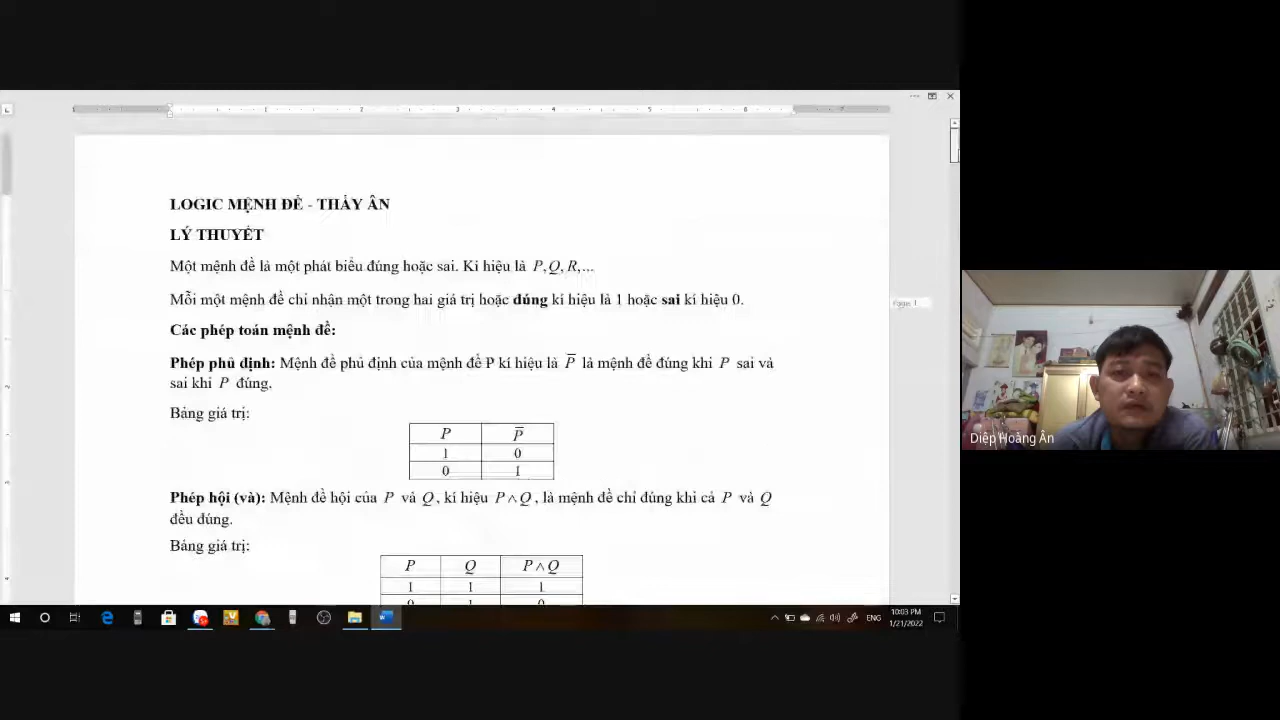 LOGIC MỆNH ĐỀ - THẦY ÂN
LÝ THUYẾT
Một mệnh đề là một phát biểu đúng hoặc sai. Kí hiệu là P, Q, R,...
Mỗi một mệnh đề chỉ nhận một trong hai giá trị hoặc đúng kí hiệu là 1 hoặc sai kí hiệu 0.
Page: 1
Các phép toán mệnh đề:
Phép phủ định: Mệnh đề phủ định của mệnh đề P kí hiệu là P̅ là mệnh đề đúng khi P sai và
sai khi P đúng.
Bảng giá trị:
P P̅
1 0
0 1
Phép hội (và): Mệnh đề hội của P và Q, kí hiệu P∧Q, là mệnh đề chỉ đúng khi cả P và Q
đều đúng.
Bảng giá trị:
P Q P∧Q
1 1 1
0 1 0
Diệp Hoàng Ân
ENG
10:03 PM
1/21/2022